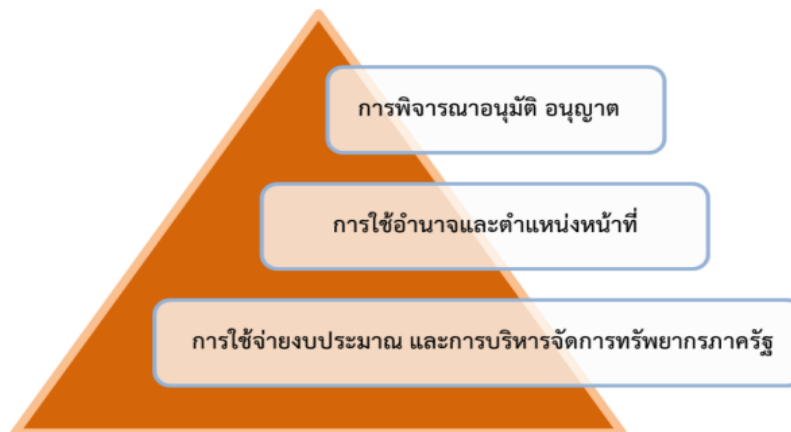 การพิจารณาอนุมัติ อนุญาต
การใช้อำนาจและตำแหน่งหน้าที่
การใช้จ่ายงบประมาณ และการบริหารจัดการทรัพยากรภาครัฐ